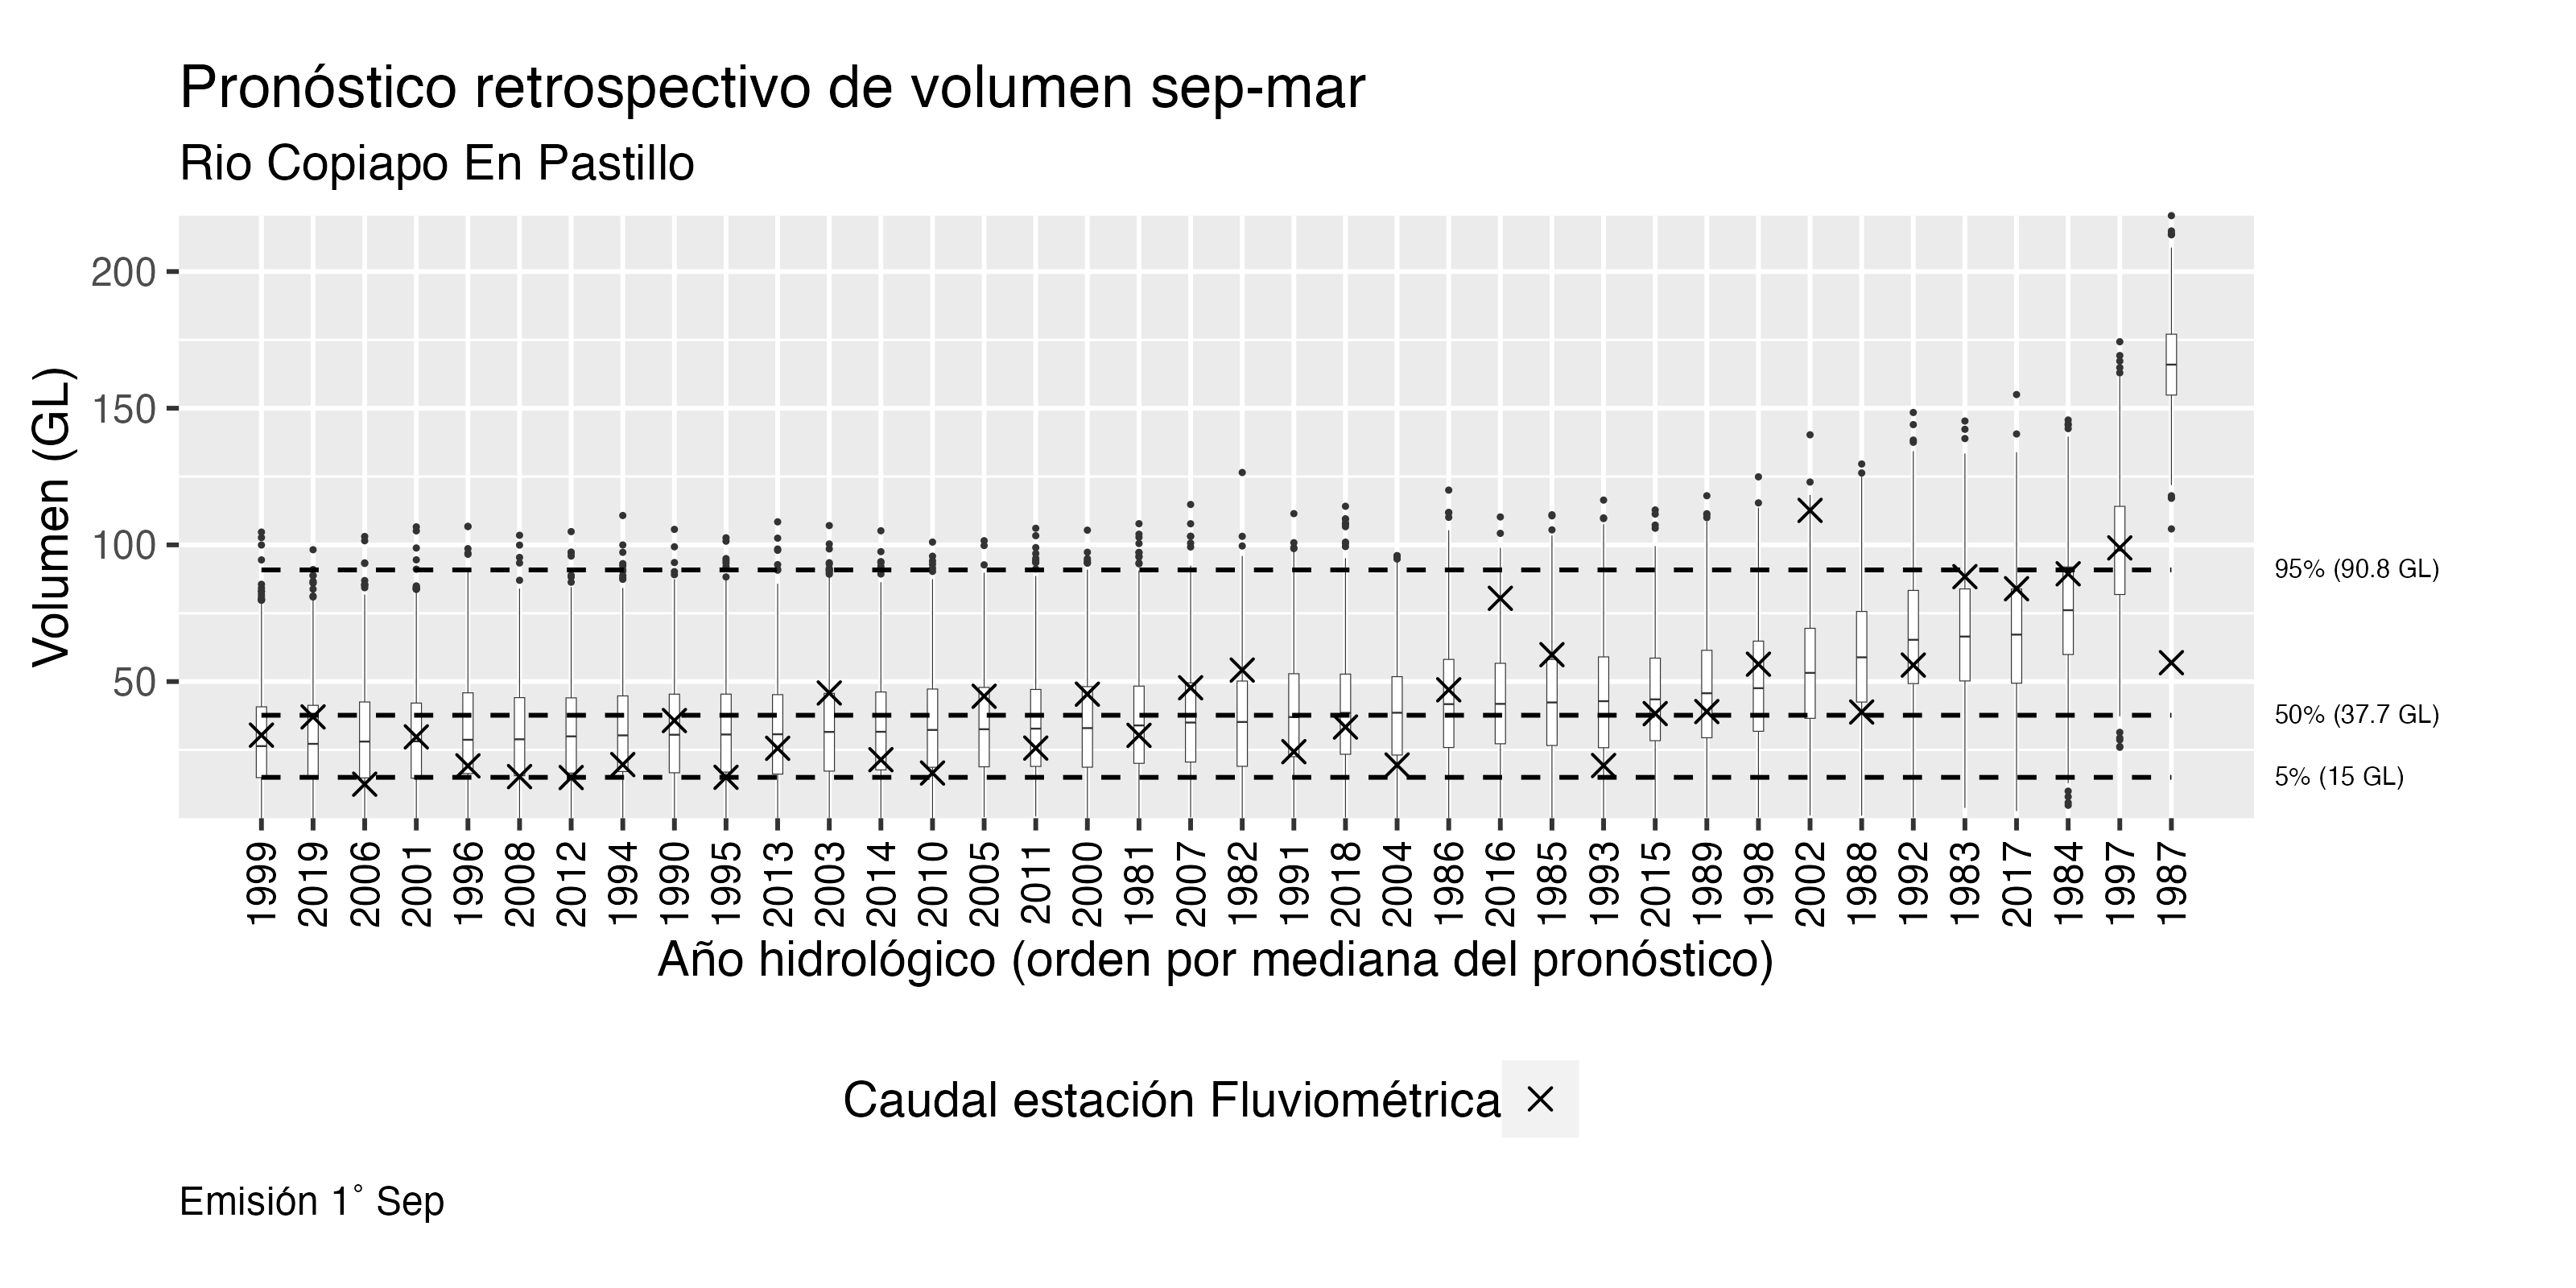 Pronóstico retrospectivo de volumen sep-mar
Rio Copiapo En Pastillo
Volumen (GL)
200
150
100
50
95% (90.8 GL)
50% (37.7 GL)
5% (15 GL)
1999 2019 2006 2001 1996 2008 2012 1994 1990 1995 2013 2003 2014 2010 2005 2011 2000 1981 2007 1982 1991 2018 2004 1986 2016 1985 1993 2015 1989 1998 2002 1988 1992 1983 2017 1984 1997 1987
Año hidrológico (orden por mediana del pronóstico)
Caudal estación Fluviométrica
Emisión 1° Sep